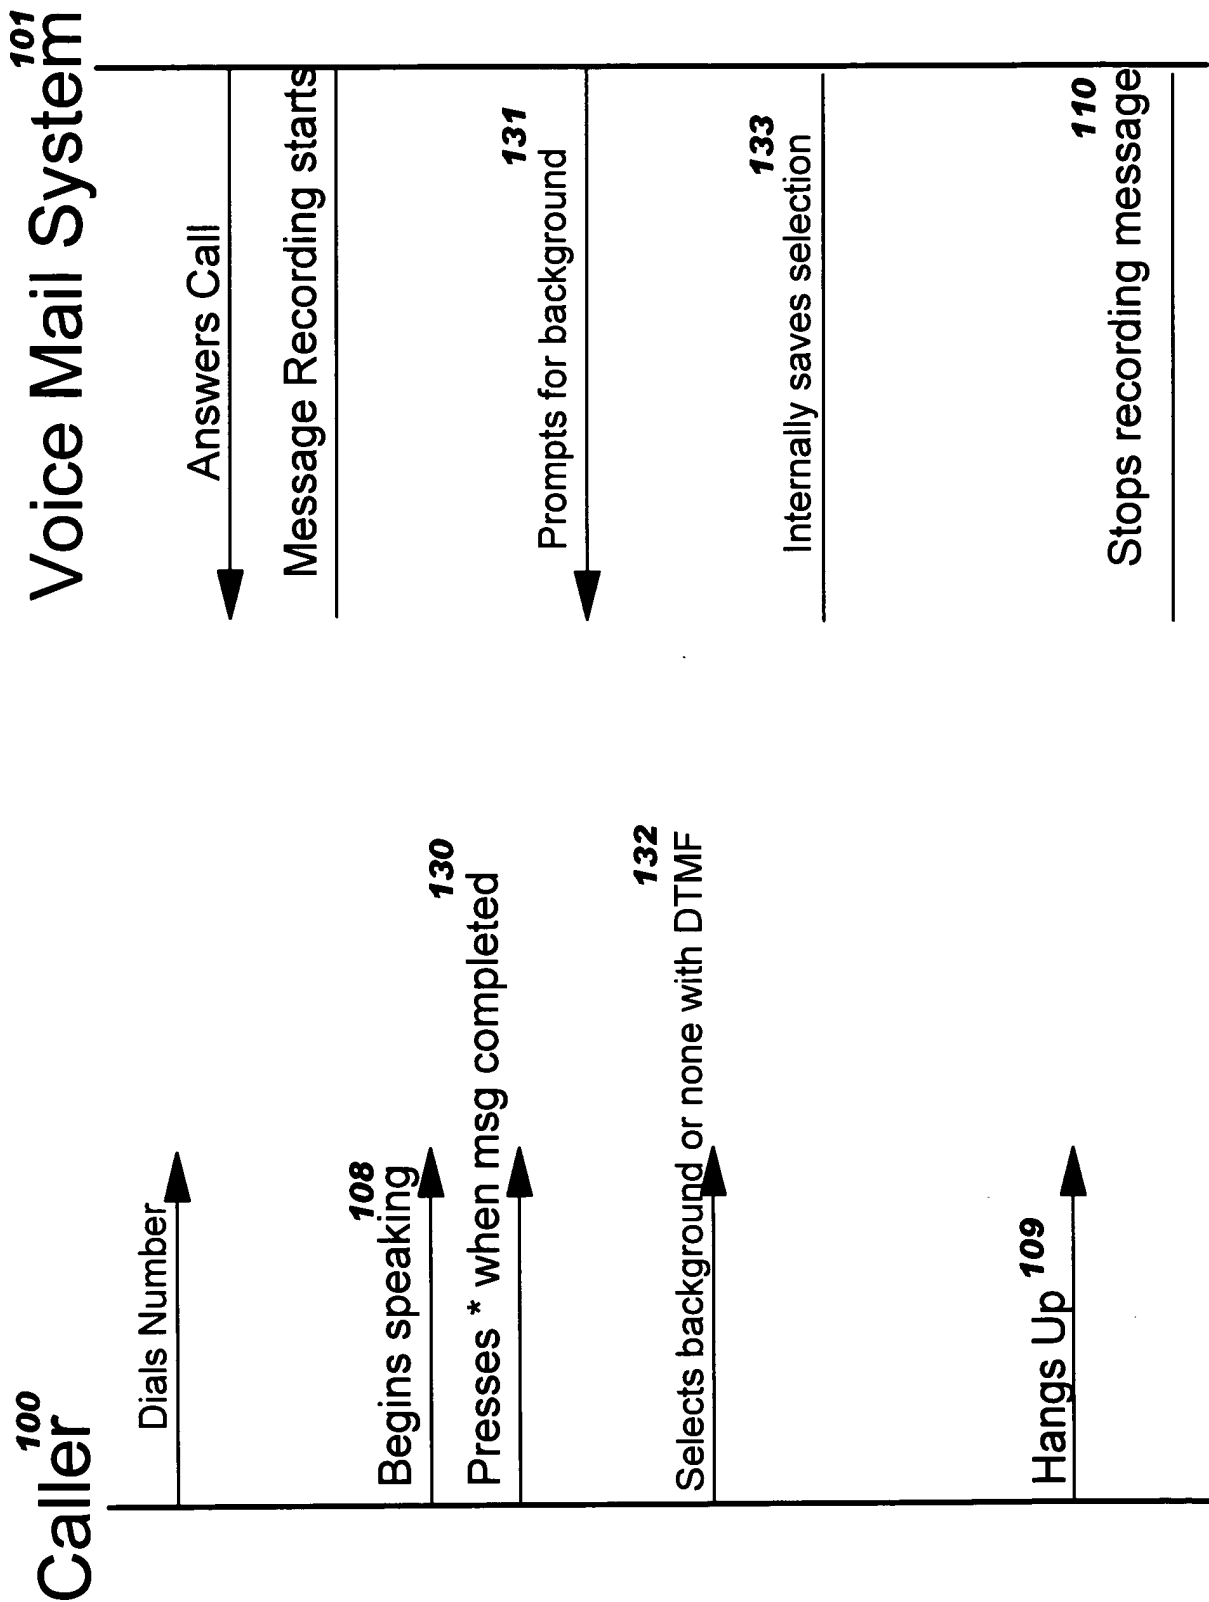 Caller 100
Voice Mail System 101
Dials Number
Answers Call
Message Recording starts
108
Begins speaking
130
Presses * when msg completed
131
Prompts for background
132
Selects background or none with DTMF
133
Internally saves selection
Hangs Up 109
110
Stops recording message